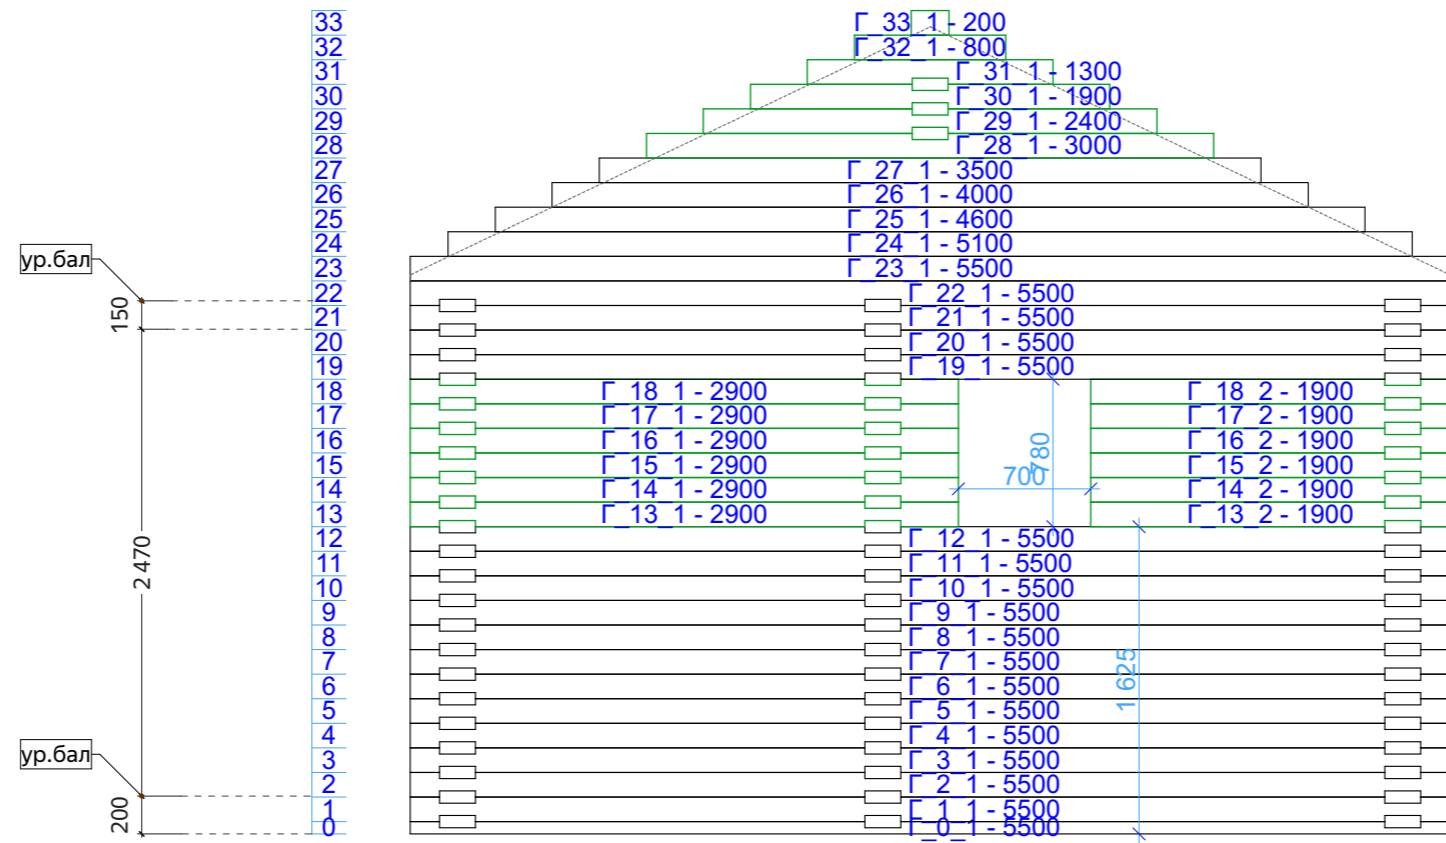 33 Г_33_1 - 200
32 Г_32_1 - 800
31 Г_31_1 - 1300
30 Г_30_1 - 1900
29 Г_29_1 - 2400
28 Г_28_1 - 3000
27 Г_27_1 - 3500
26 Г_26_1 - 4000
25 Г_25_1 - 4600
24 Г_24_1 - 5100
ур.бал
23 Г_23_1 - 5500
22 Г_22_1 - 5500
150
21 Г_21_1 - 5500
20 Г_20_1 - 5500
19 Г_19_1 - 5500
18 Г_18_1 - 2900 Г_18_2 - 1900
17 Г_17_1 - 2900 Г_17_2 - 1900
16 Г_16_1 - 2900 Г_16_2 - 1900
780
15 Г_15_1 - 2900 Г_15_2 - 1900
700
14 Г_14_1 - 2900 Г_14_2 - 1900
13 Г_13_1 - 2900 Г_13_2 - 1900
12 Г_12_1 - 5500
2470
11 Г_11_1 - 5500
10 Г_10_1 - 5500
9 Г_9_1 - 5500
8 Г_8_1 - 5500
7 Г_7_1 - 5500
1625
6 Г_6_1 - 5500
5 Г_5_1 - 5500
4 Г_4_1 - 5500
ур.бал
3 Г_3_1 - 5500
2 Г_2_1 - 5500
200
1 Г_1_1 - 5500
0 Г_0_1 - 5500